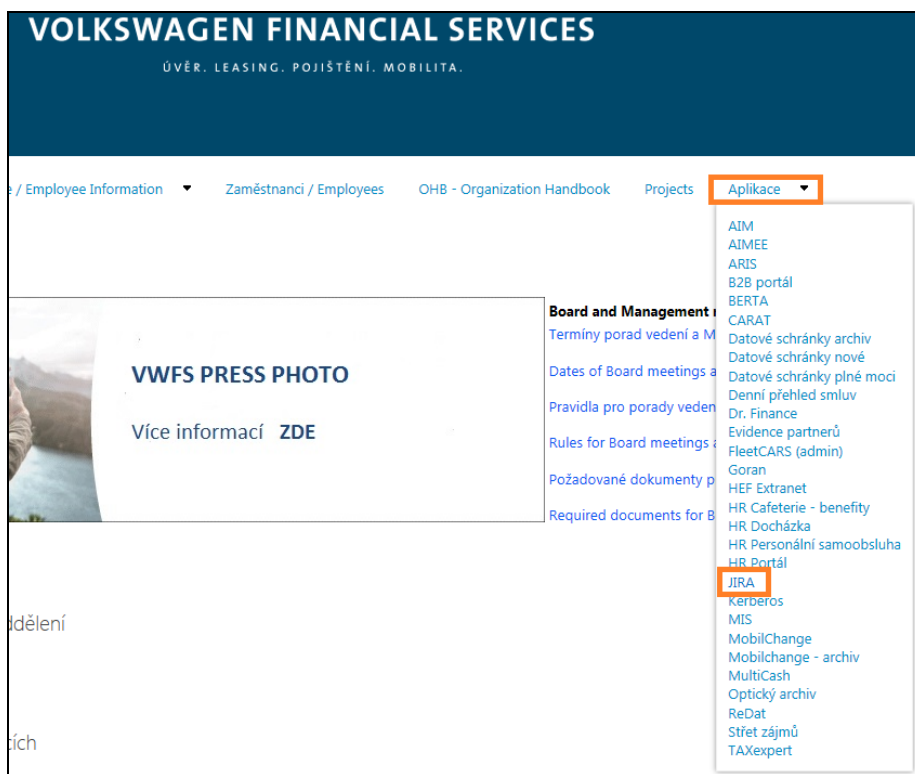 VOLKSWAGEN FINANCIAL SERVICES
ÚVĚR. LEASING. POJIŠTĚNÍ. MOBILITA.
/ Employee Information
Zaměstnanci / Employees
OHB - Organization Handbook
Projects
Aplikace
AIM
AIMEE
ARIS
B2B portál
BERTA
CARAT
Datové schránky archiv
Datové schránky nové
Datové schránky plné moci
Denní přehled smluv
Dr. Finance
Evidence partnerů
FleetCARS (admin)
Goran
HEF Extranet
HR Cafeterie - benefity
HR Docházka
HR Personální samoobsluha
HR Portál
JIRA
Kerberos
MIS
MobilChange
Mobilchange - archiv
MultiCash
Optický archiv
ReDat
Střet zájmů
TAXexpert
VWFS PRESS PHOTO
Více informací ZDE
Board and Management
Termíny porad vedení a M
Dates of Board meetings a
Pravidla pro porady veden
Rules for Board meetings a
Požadované dokumenty p
Required documents for B
ddělení
cích